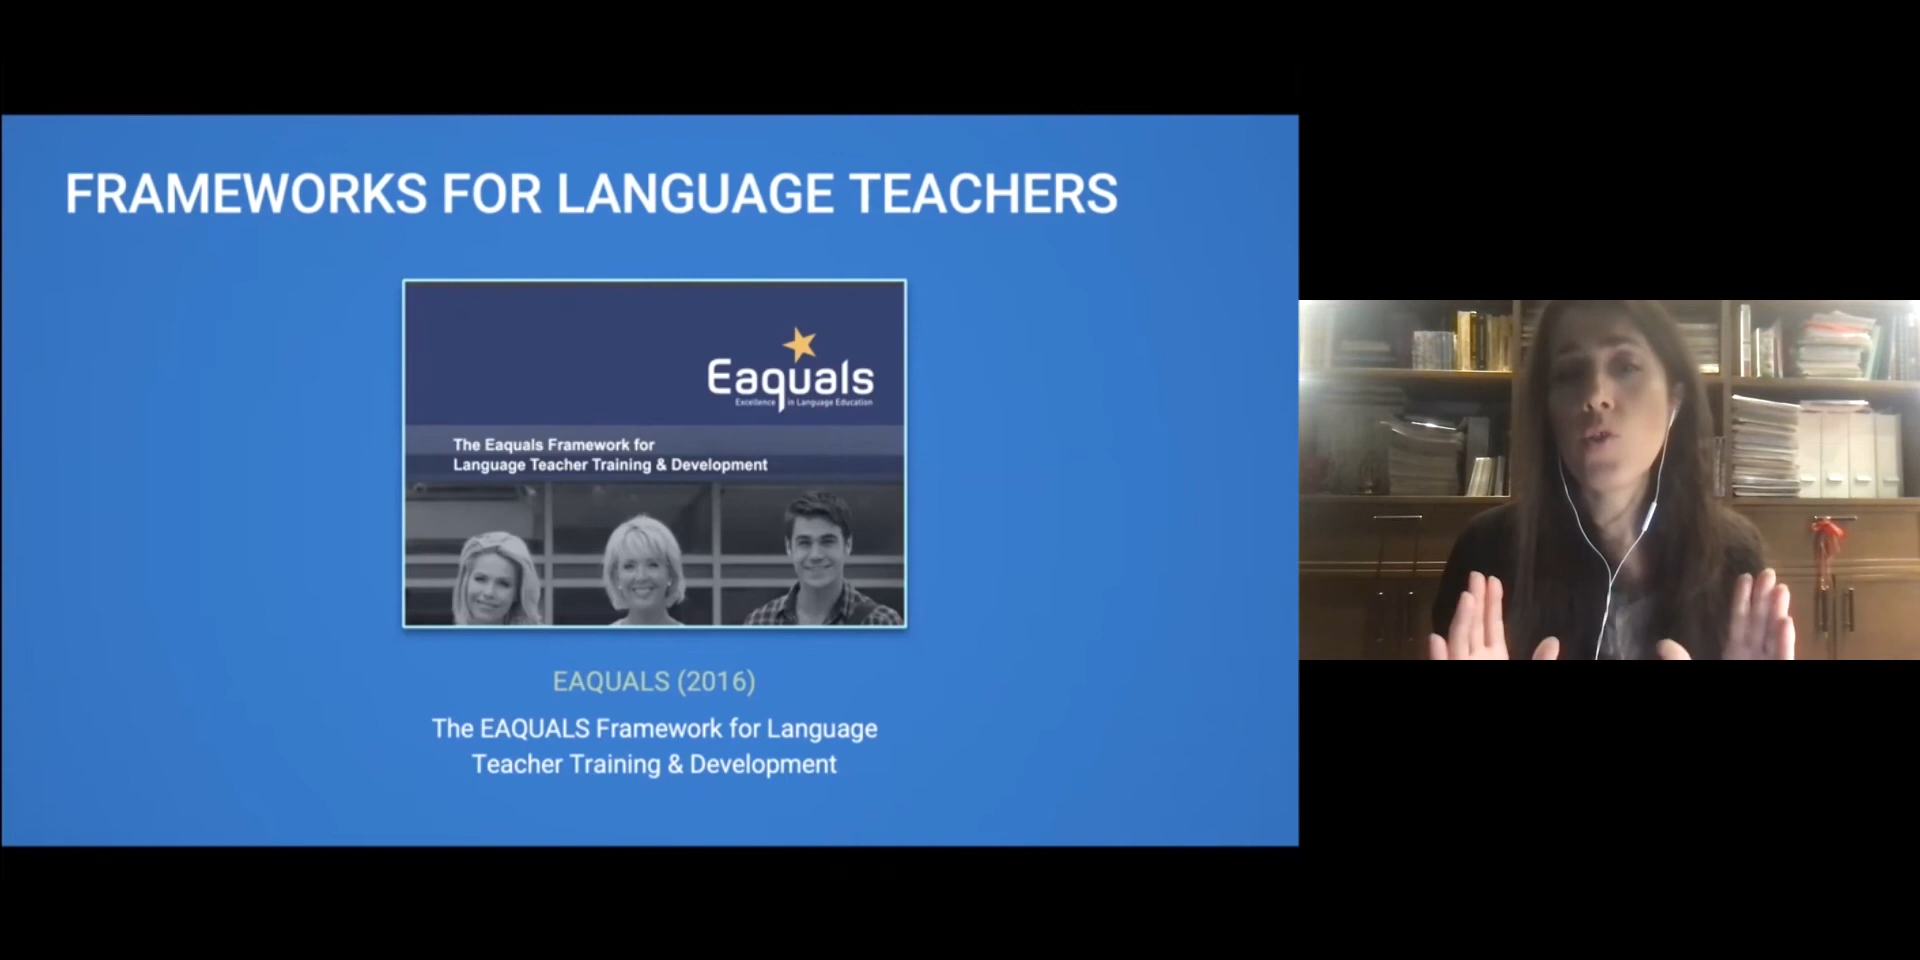 FRAMEWORKS FOR LANGUAGE TEACHERS
Eaquals
Excellence in Language Education
The Eaquals Framework for
Language Teacher Training & Development
EAQUALS (2016)
The EAQUALS Framework for Language
Teacher Training & Development